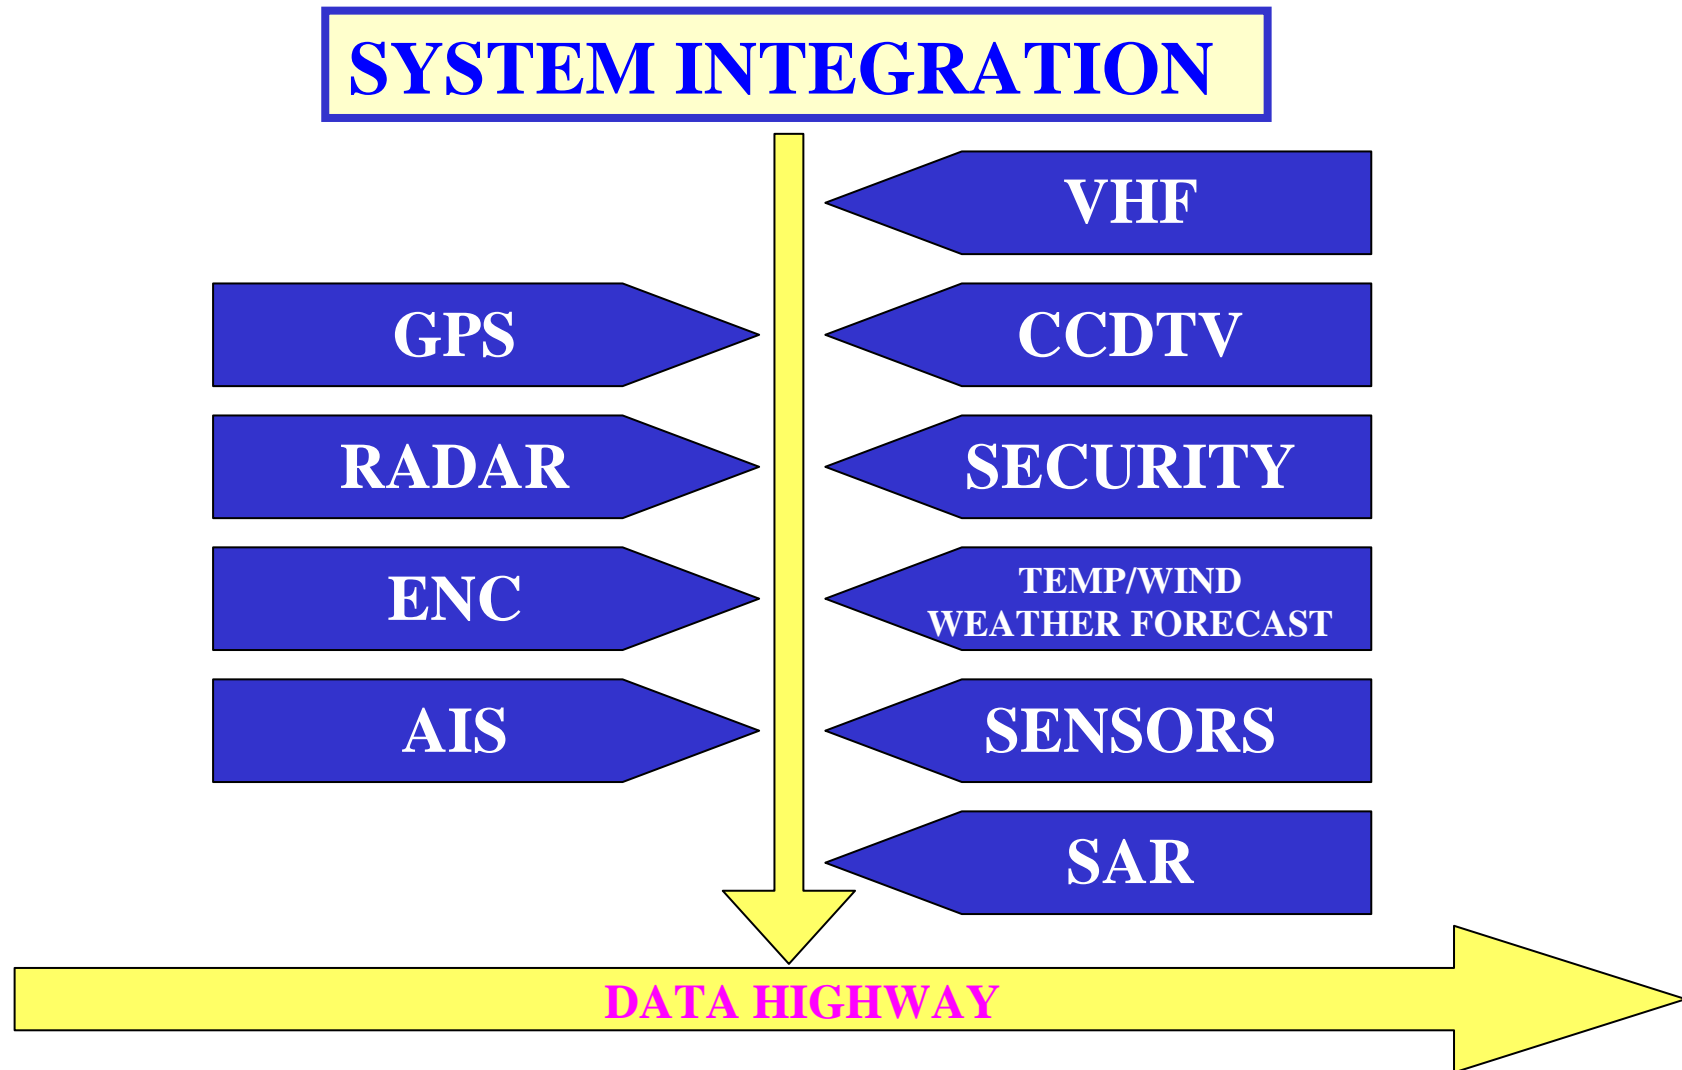 SYSTEM INTEGRATION
VHF
GPS
CCDTV
RADAR
SECURITY
ENC
TEMP/WIND
WEATHER FORECAST
AIS
SENSORS
SAR
DATA HIGHWAY